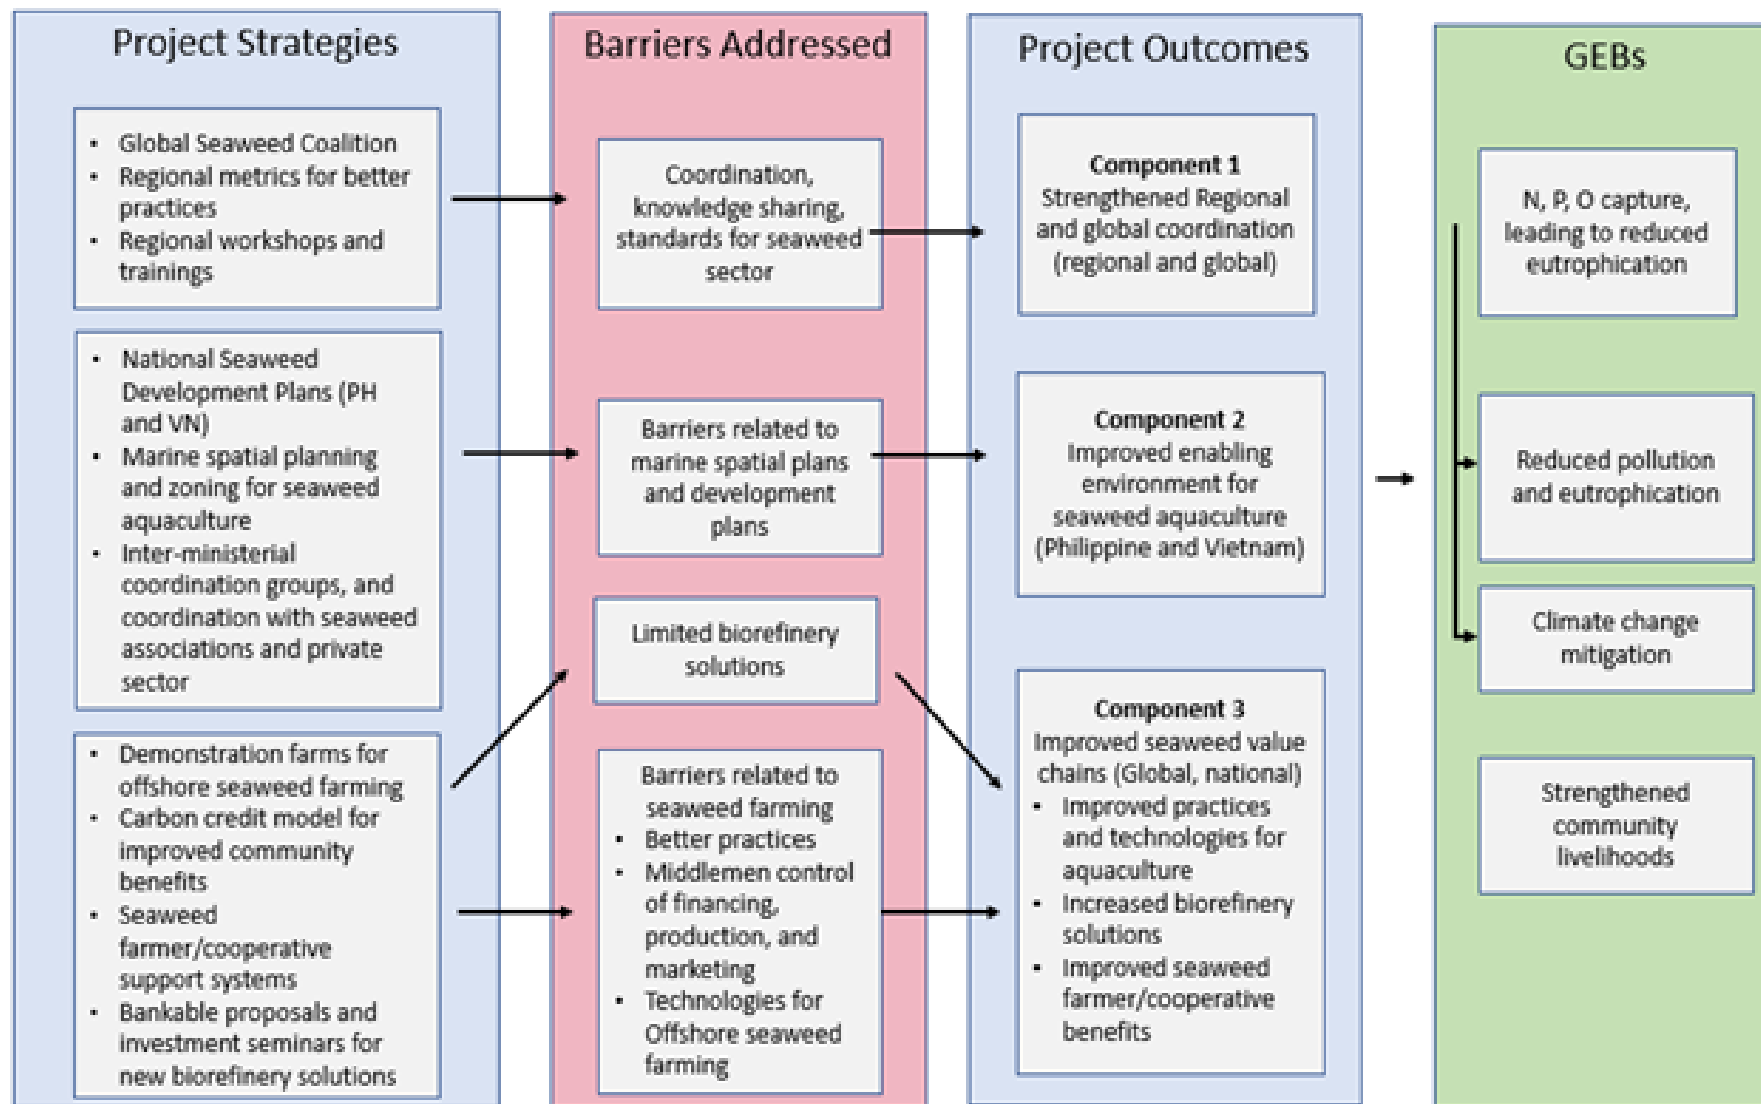 Project Strategies
• Global Seaweed Coalition
• Regional metrics for better
practices
• Regional workshops and
trainings
• National Seaweed
Development Plans (PH
and VN)
• Marine spatial planning
and zoning for seaweed
aquaculture
• Inter-ministerial
coordination groups, and
coordination with seaweed
associations and private
sector
• Demonstration farms for
offshore seaweed farming
• Carbon credit model for
improved community
benefits
• Seaweed
farmer/cooperative
support systems
• Bankable proposals and
investment seminars for
new biorefinery solutions
Barriers Addressed
Coordination,
knowledge sharing,
standards for seaweed
sector
Barriers related to
marine spatial plans
and development
plans
Limited biorefinery
solutions
Barriers related to
seaweed farming
• Better practices
• Middlemen control
of financing,
production, and
marketing
• Technologies for
Offshore seaweed
farming
Project Outcomes
Component 1
Strengthened Regional
and global coordination
(regional and global)
Component 2
Improved enabling
environment for
seaweed aquaculture
(Philippine and Vietnam)
Component 3
Improved seaweed value
chains (Global, national)
• Improved practices
and technologies for
aquaculture
• Increased biorefinery
solutions
• Improved seaweed
farmer/cooperative
benefits
GEBs
N, P, O capture,
leading to reduced
eutrophication
Reduced pollution
and eutrophication
Climate change
mitigation
Strengthened
community
livelihoods